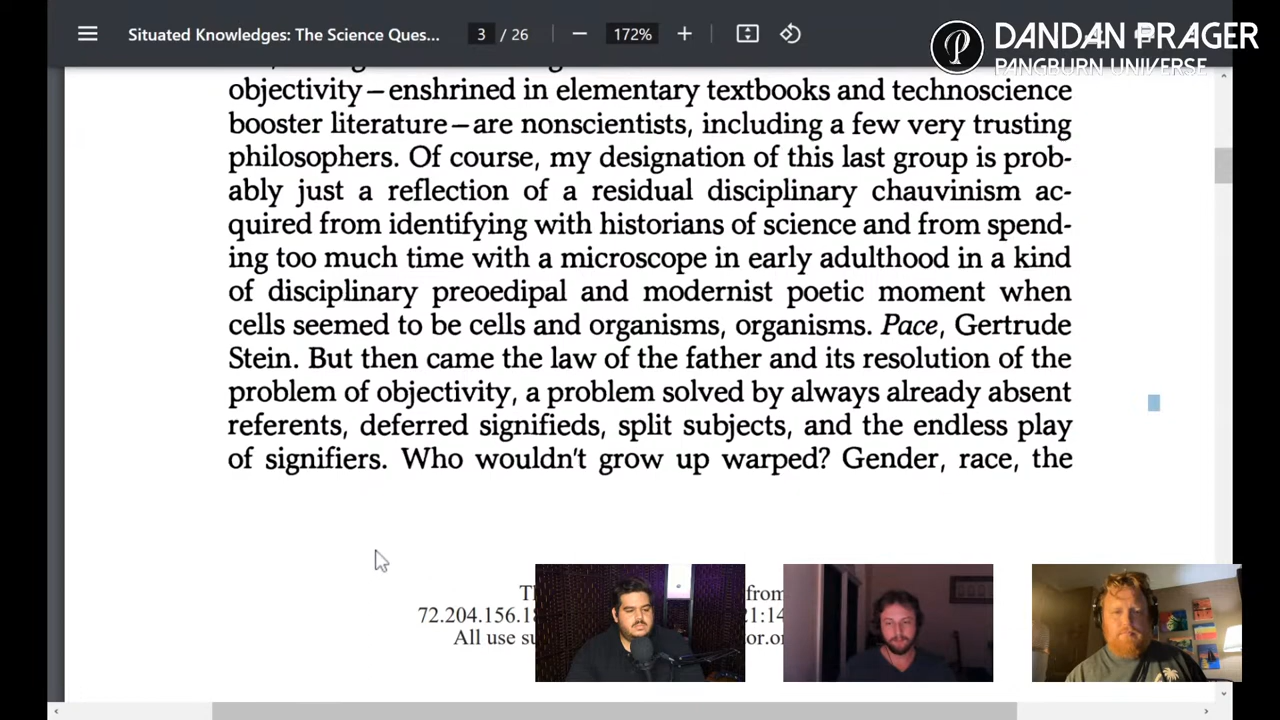 Situated Knowledges: The Science Ques...
3 / 26
172%
DANDAN PRAGER
PANGBURN UNIVERSE
objectivity—enshrined in elementary textbooks and technoscience
booster literature—are nonscientists, including a few very trusting
philosophers. Of course, my designation of this last group is prob-
ably just a reflection of a residual disciplinary chauvinism ac-
quired from identifying with historians of science and from spend-
ing too much time with a microscope in early adulthood in a kind
of disciplinary preoedipal and modernist poetic moment when
cells seemed to be cells and organisms, organisms. Pace, Gertrude
Stein. But then came the law of the father and its resolution of the
problem of objectivity, a problem solved by always already absent
referents, deferred signifieds, split subjects, and the endless play
of signifiers. Who wouldn't grow up warped? Gender, race, the
from
72.204.156.1
All use